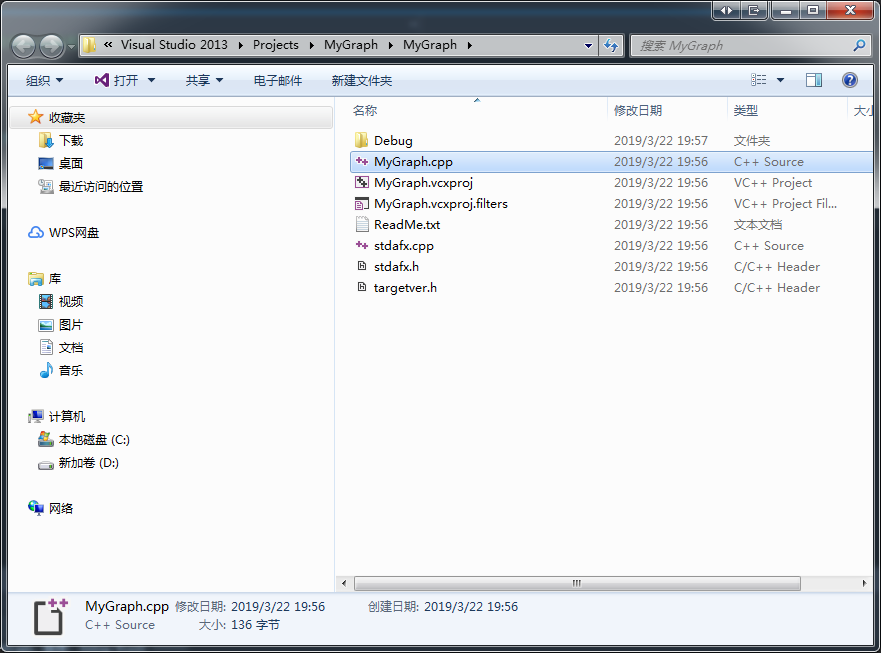 « Visual Studio 2013 ▸ Projects ▸ MyGraph ▸ MyGraph ▸ 搜索 MyGraph
组织 打开 共享 电子邮件 新建文件夹
名称 修改日期 类型 大小
收藏夹
下载
桌面
最近访问的位置
WPS网盘
库
视频
图片
文档
音乐
计算机
本地磁盘 (C:)
新加卷 (D:)
网络
Debug 2019/3/22 19:57 文件夹
MyGraph.cpp 2019/3/22 19:56 C++ Source
MyGraph.vcxproj 2019/3/22 19:56 VC++ Project
MyGraph.vcxproj.filters 2019/3/22 19:56 VC++ Project Fil...
ReadMe.txt 2019/3/22 19:56 文本文档
stdafx.cpp 2019/3/22 19:56 C++ Source
stdafx.h 2019/3/22 19:56 C/C++ Header
targetver.h 2019/3/22 19:56 C/C++ Header
MyGraph.cpp 修改日期: 2019/3/22 19:56 创建日期: 2019/3/22 19:56
C++ Source 大小: 136 字节